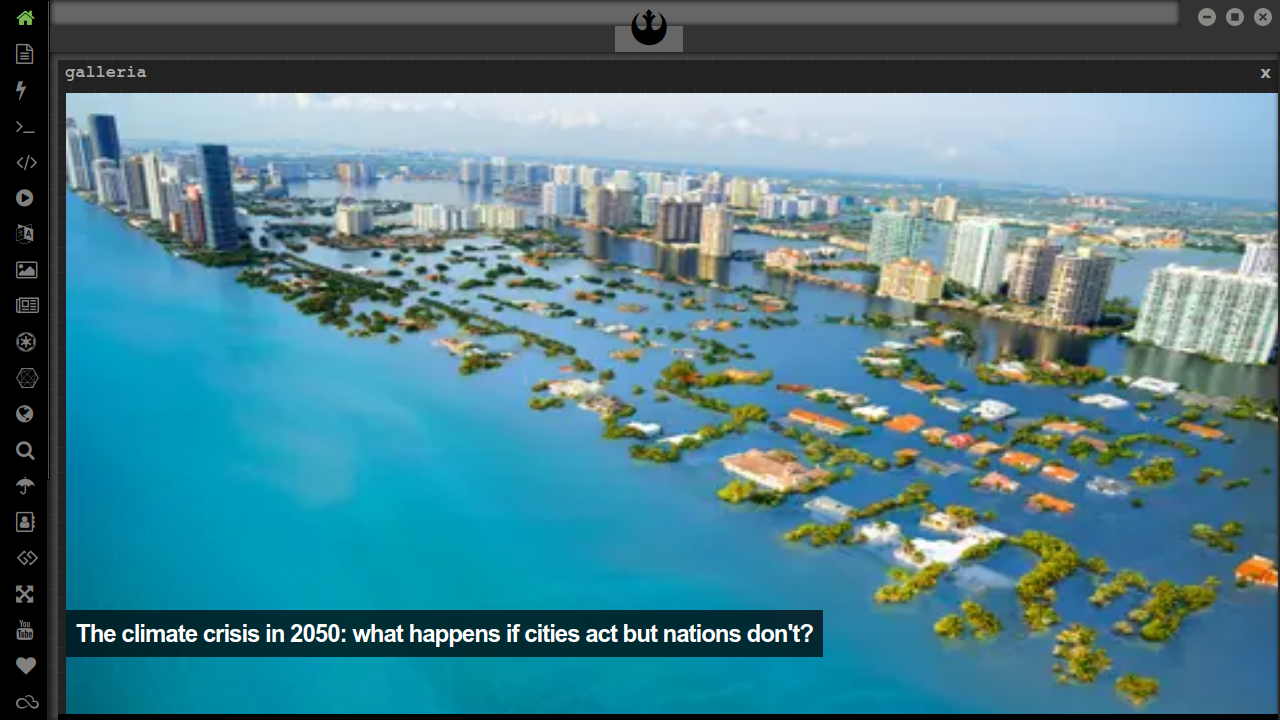 galleria
x
The climate crisis in 2050: what happens if cities act but nations don't?
You
Tube